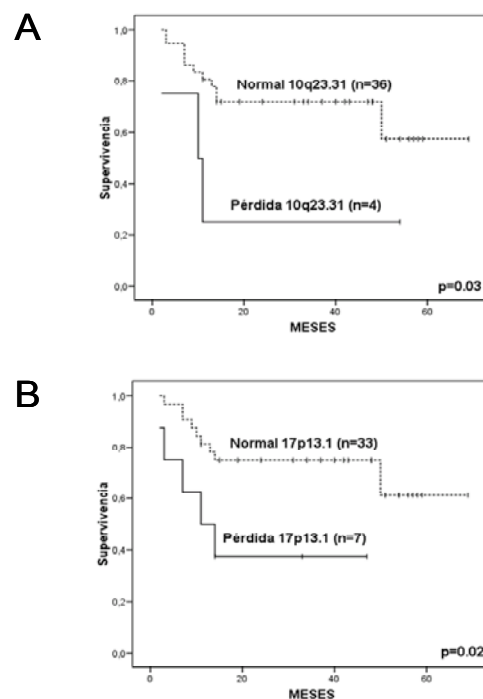 A
1,0
Normal 10q23.31 (n=36)
0,8
0,6
Supervivencia
0,4
Pérdida 10q23.31 (n=4)
0,2
0,0
p=0.03
0 20 40 60
MESES
B
1,0
Normal 17p13.1 (n=33)
0,8
0,6
Supervivencia
Pérdida 17p13.1 (n=7)
0,4
0,2
0,0
p=0.02
0 20 40 60
MESES